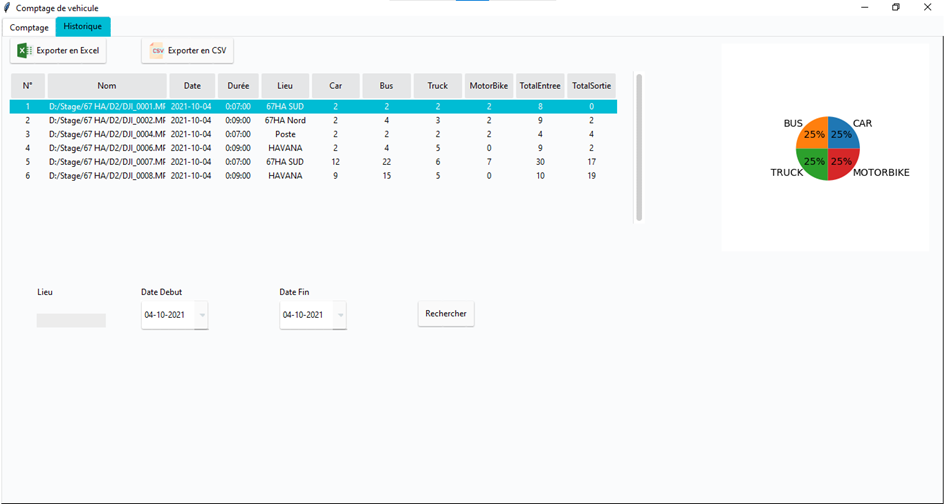 Comptage de vehicule
Comptage Historique
Exporter en Excel CSV Exporter en CSV
N° Nom Date Durée Lieu Car Bus Truck MotorBike TotalEntree TotalSortie
1 D:/Stage/67 HA/D2/DJI_0001.MF 2021-10-04 0:07:00 67HA SUD 2 2 2 2 8 0
2 D:/Stage/67 HA/D2/DJI_0002.MF 2021-10-04 0:09:00 67HA Nord 2 4 3 2 9 2
3 D:/Stage/67 HA/D2/DJI_0004.MF 2021-10-04 0:07:00 Poste 2 2 2 2 4 4
4 D:/Stage/67 HA/D2/DJI_0006.MF 2021-10-04 0:09:00 HAVANA 2 4 5 0 9 2
5 D:/Stage/67 HA/D2/DJI_0007.MF 2021-10-04 0:07:00 67HA SUD 12 22 6 7 30 17
6 D:/Stage/67 HA/D2/DJI_0008.MF 2021-10-04 0:09:00 HAVANA 9 15 5 0 10 19
BUS CAR
25% 25%
25% 25%
TRUCK MOTORBIKE
Lieu Date Debut Date Fin
04-10-2021 04-10-2021 Rechercher